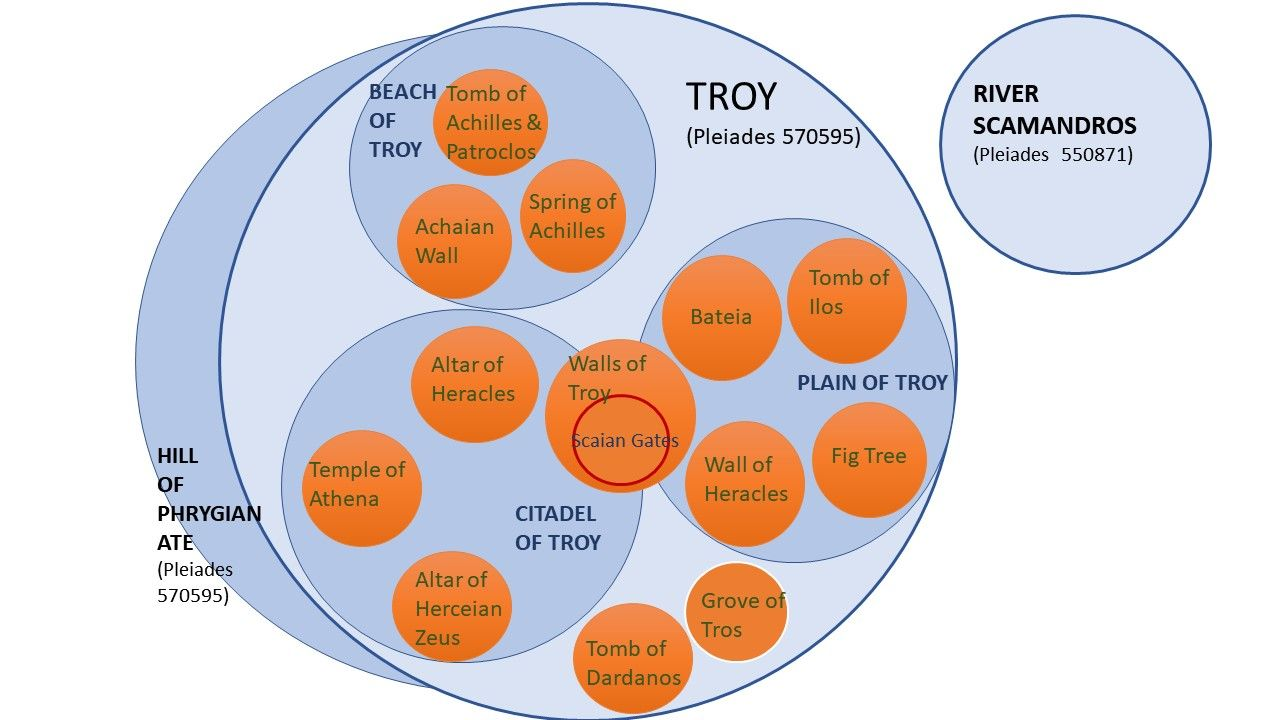 TROY
(Pleiades 570595)
RIVER
SCAMANDROS
(Pleiades 550871)
BEACH
OF
TROY
Tomb of
Achilles &
Patroclos
Spring of
Achilles
Achaian
Wall
Bateia
Tomb of
Ilos
PLAIN OF TROY
Fig Tree
Wall of
Heracles
Walls of
Troy
Scaian Gates
Altar of
Heracles
Temple of
Athena
CITADEL
OF TROY
Altar of
Herceian
Zeus
HILL
OF
PHRYGIAN
ATE
(Pleiades
570595)
Grove of
Tros
Tomb of
Dardanos